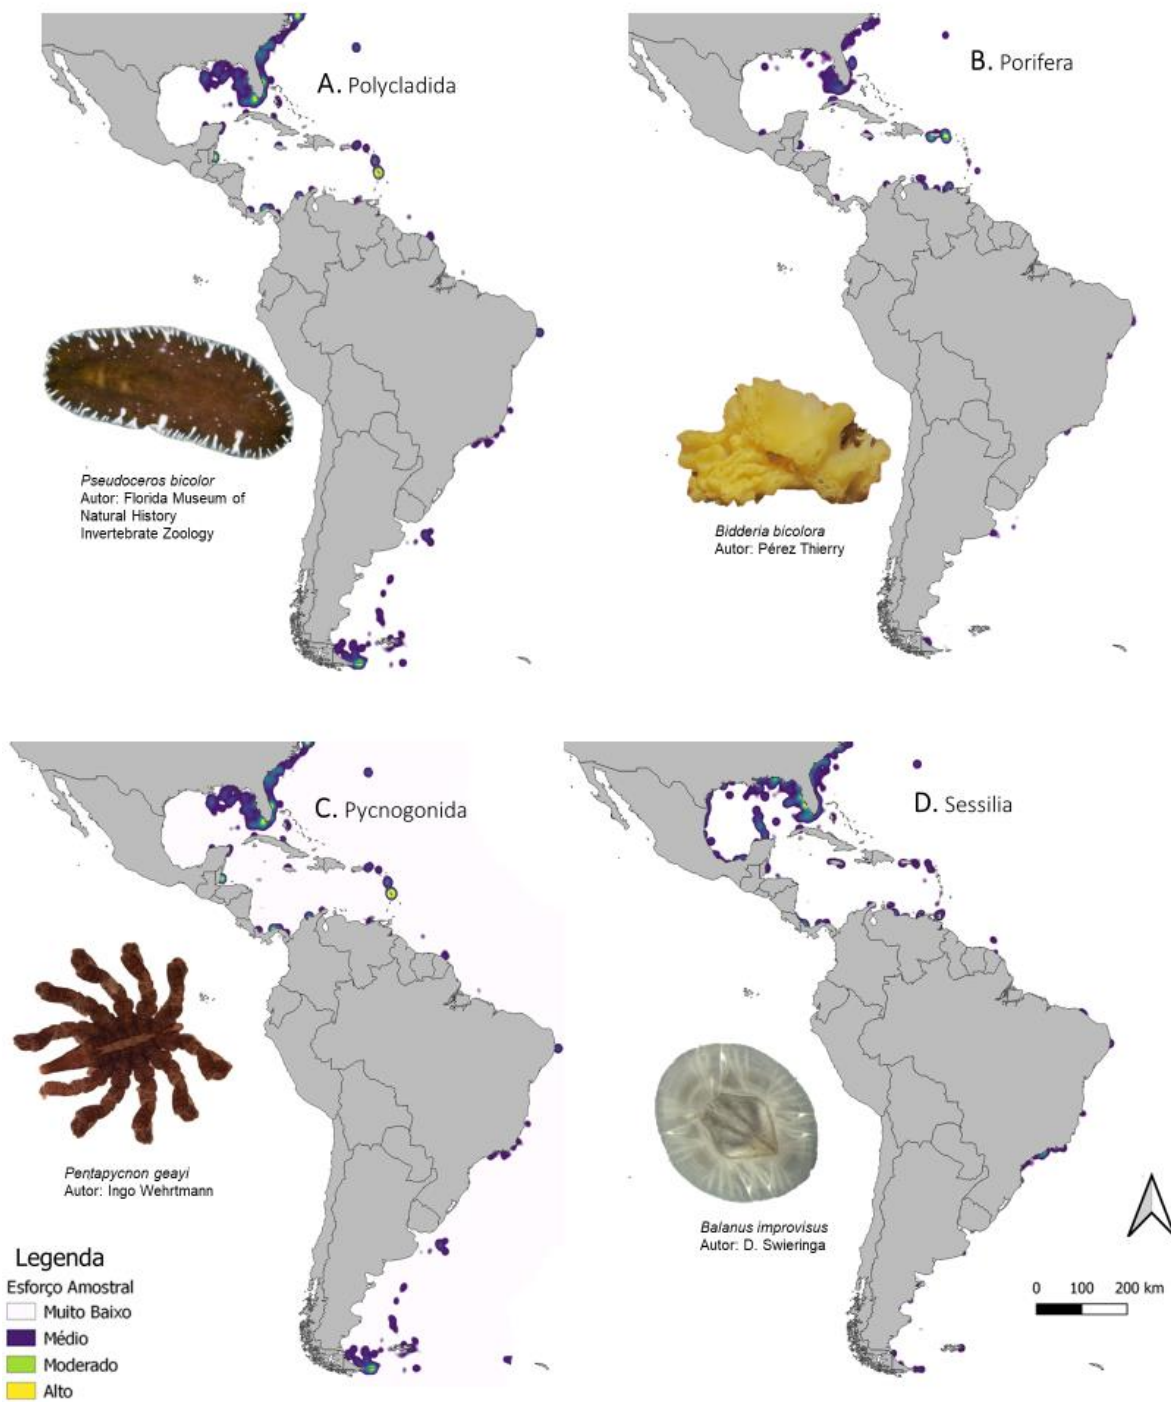 A. Polycladida
B. Porifera
Pseudoceros bicolor
Autor: Florida Museum of
Natural History
Invertebrate Zoology
Bidderia bicolora
Autor: Pérez Thierry
C. Pycnogonida
D. Sessilia
Pentapycnon geayi
Autor: Ingo Wehrtmann
Balanus improvisus
Autor: D. Swieringa
Legenda
Esforço Amostral
Muito Baixo
Médio
Moderado
Alto
0 100 200 km